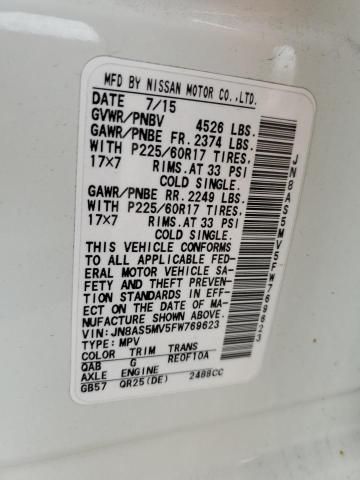 MFD BY NISSAN MOTOR CO.,LTD.
DATE 7/15
GVWR/PNBV 4526 LBS.
GAWR/PNBE FR. 2374 LBS.
WITH P225/60R17 TIRES,
17×7 RIMS.AT 33 PSI
COLD SINGLE.
GAWR/PNBE RR. 2249 LBS.
WITH P225/60R17 TIRES,
17×7 RIMS.AT 33 PSI
COLD SINGLE.
THIS VEHICLE CONFORMS
TO ALL APPLICABLE FED-
ERAL MOTOR VEHICLE SA-
FETY AND THEFT PREVEN-
TION STANDARDS IN EFF-
ECT ON THE DATE OF MA-
NUFACTURE SHOWN ABOVE.
VIN:JN8AS5MV5FW769623
TYPE:MPV
COLOR TRIM TRANS
QAB G RE0F10A
AXLE ENGINE
GB57 QR25(DE) 2488CC
JN8AS5MV5FW769623